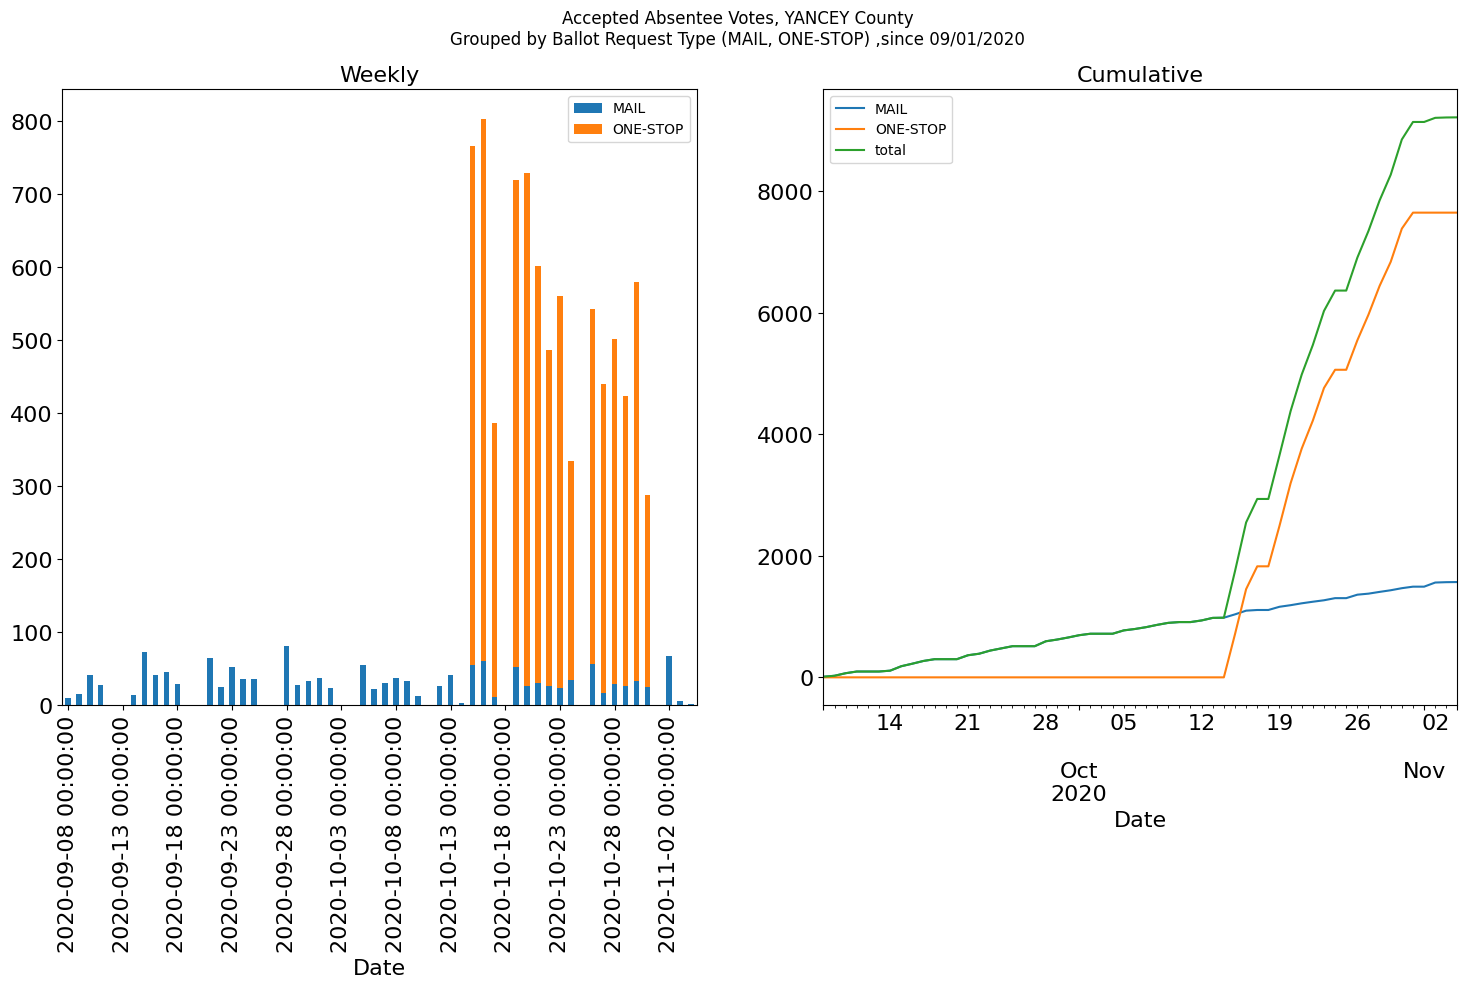 Accepted Absentee Votes, YANCEY County
Grouped by Ballot Request Type (MAIL, ONE-STOP) ,since 09/01/2020
Weekly
MAIL
ONE-STOP
800
700
600
500
400
300
200
100
0
2020-09-08 00:00:00
2020-09-13 00:00:00
2020-09-18 00:00:00
2020-09-23 00:00:00
2020-09-28 00:00:00
2020-10-03 00:00:00
2020-10-08 00:00:00
2020-10-13 00:00:00
2020-10-18 00:00:00
2020-10-23 00:00:00
2020-10-28 00:00:00
2020-11-02 00:00:00
Date
Cumulative
MAIL
ONE-STOP
total
8000
6000
4000
2000
0
14 21 28 05 12 19 26 02
Oct Nov
2020
Date